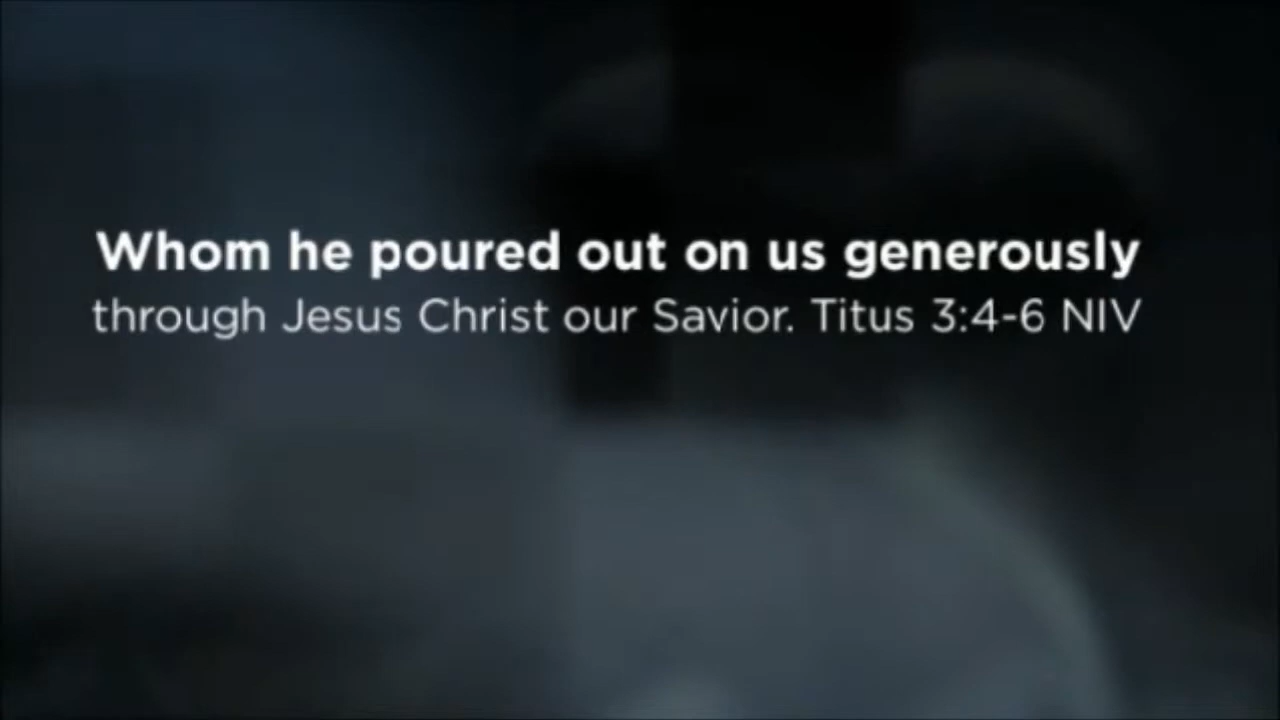 Whom he poured out on us generously
through Jesus Christ our Savior. Titus 3:4-6 NIV